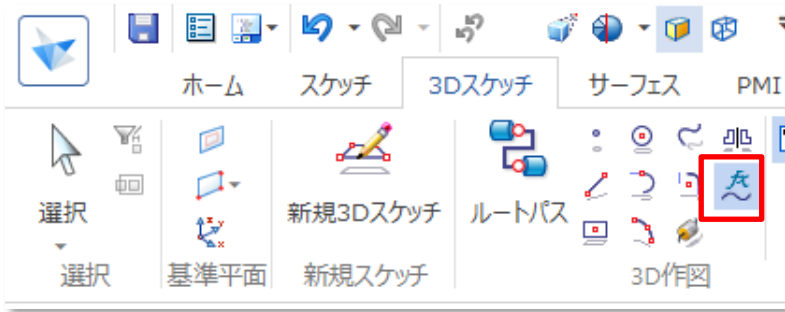 ホーム スケッチ 3Dスケッチ サーフェス PMI
選択 新規3Dスケッチ ルートパス fx
選択 基準平面 新規スケッチ 3D作図